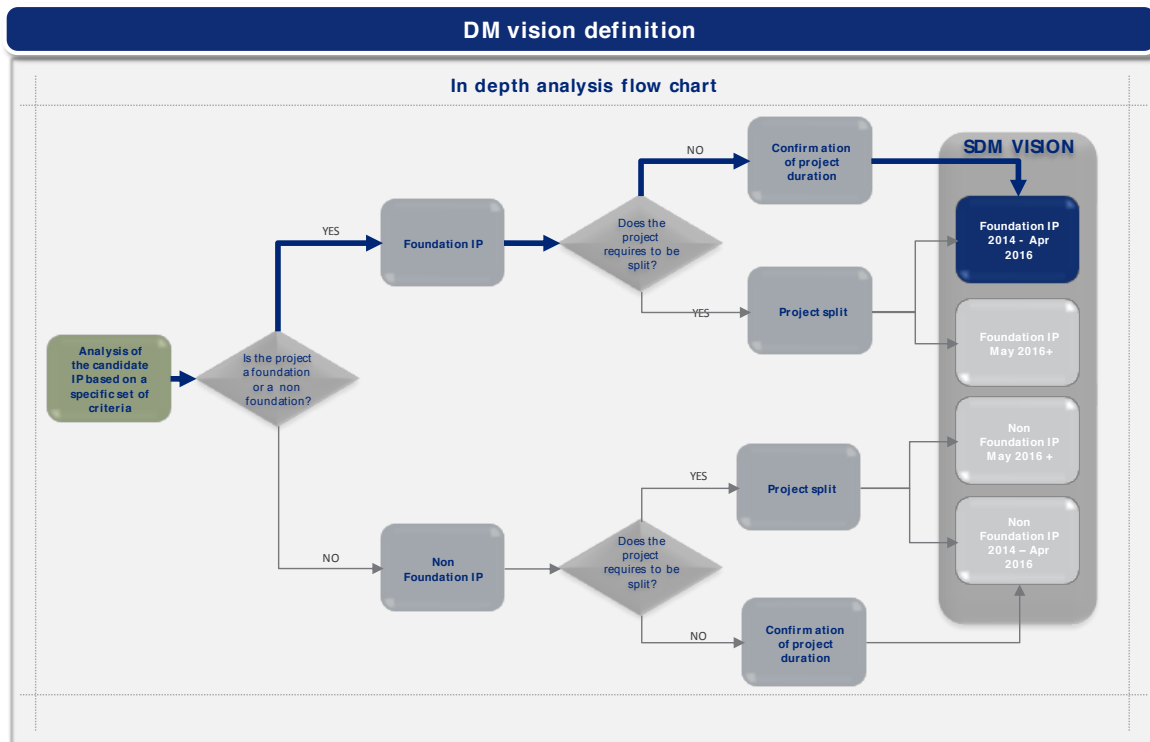 DM vision definition
In depth analysis flow chart
NO
Confirmation
of project
duration
SDM VISION
YES
Foundation IP
Does the
project
requires to be
split?
Foundation IP
2014 - Apr
2016
YES
Project split
Foundation IP
May 2016+
Analysis of
the candidate
IP based on a
specific set of
criteria
Is the project
a foundation
or a non
foundation?
Non
Foundation IP
May 2016 +
YES
Project split
Non
Foundation IP
2014 – Apr
2016
NO
Non
Foundation IP
Does the
project
requires to be
split?
NO
Confirmation
of project
duration